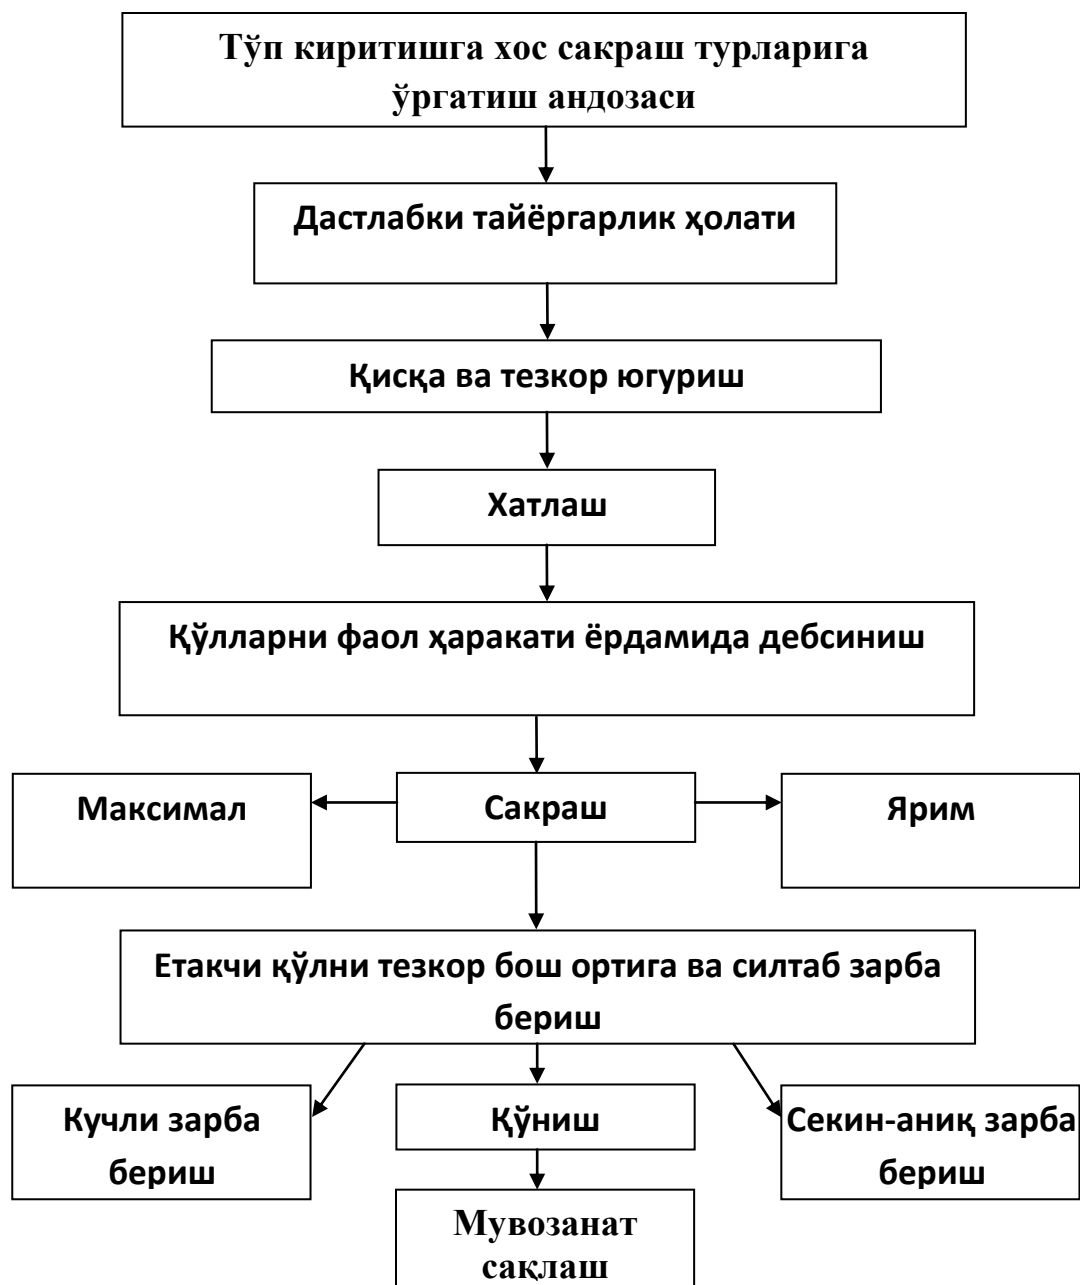 Тўп киритишга хос сакраш турларига
ўргатиш андозаси
Дастлабки тайёргарлик ҳолати
Қисқа ва тезкор югуриш
Хатлаш
Қўлларни фаол ҳаракати ёрдамида дебсиниш
Максимал
Сакраш
Ярим
Етакчи қўлни тезкор бош ортига ва силтаб зарба
бериш
Кучли зарба
бериш
Қўниш
Секин-аниқ зарба
бериш
Мувозанат
сақлаш